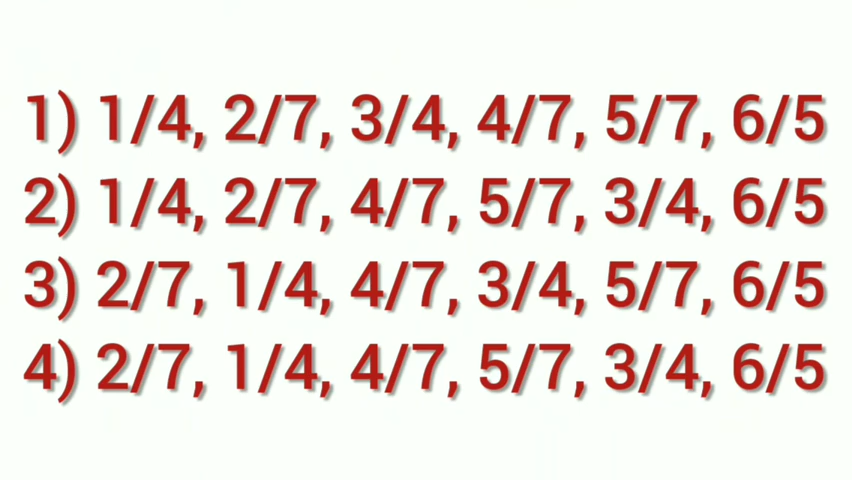 1) 1/4, 2/7, 3/4, 4/7, 5/7, 6/5
2) 1/4, 2/7, 4/7, 5/7, 3/4, 6/5
3) 2/7, 1/4, 4/7, 3/4, 5/7, 6/5
4) 2/7, 1/4, 4/7, 5/7, 3/4, 6/5